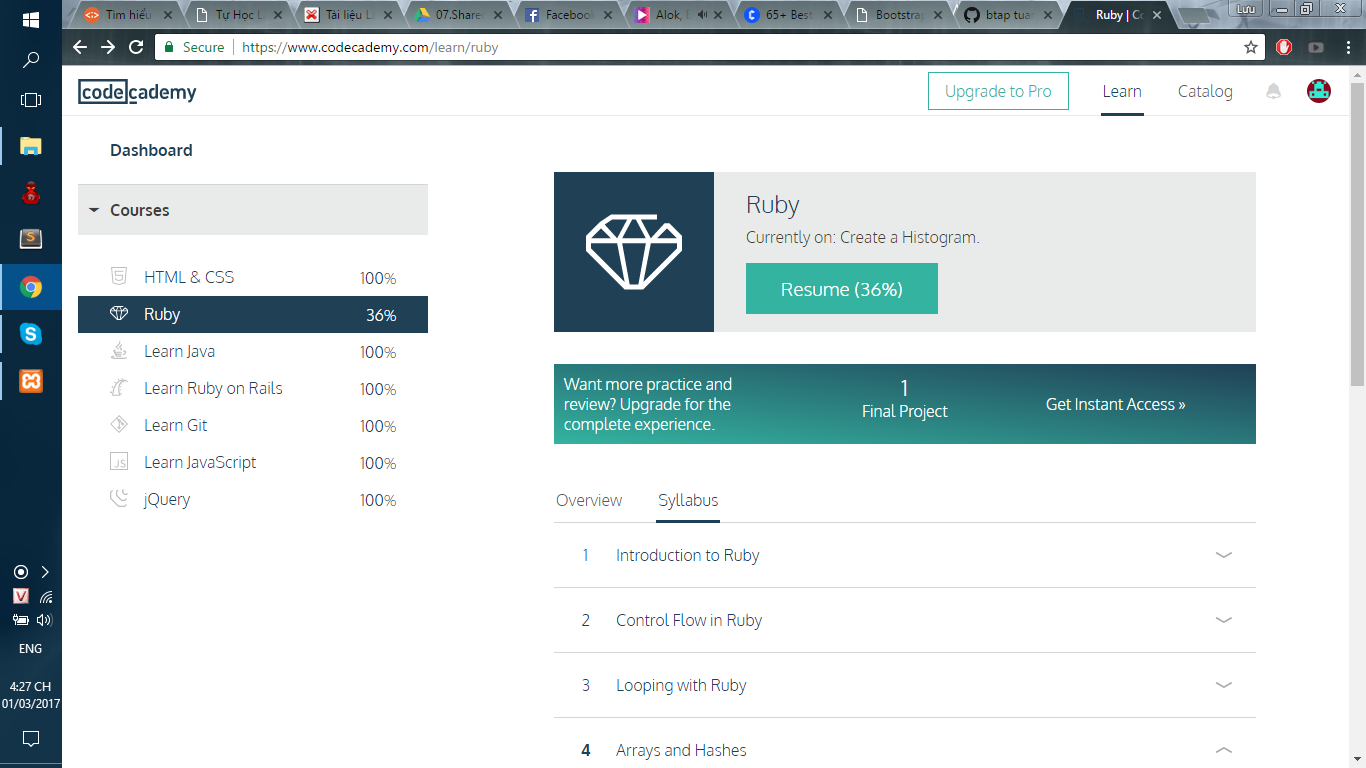 Tìm hiểu
Tự Học L
Tài liệu L
07.Share
Facebook
Alok,
65+ Best
Bootstrap
btap tua
Ruby | Co
Lưu
Secure
https://www.codecademy.com/learn/ruby
codecademy
Upgrade to Pro
Learn
Catalog
Dashboard
Courses
HTML & CSS 100%
Ruby 36%
Learn Java 100%
Learn Ruby on Rails 100%
Learn Git 100%
Learn JavaScript 100%
jQuery 100%
Ruby
Currently on: Create a Histogram.
Resume (36%)
Want more practice and
review? Upgrade for the
complete experience.
1
Final Project
Get Instant Access »
Overview
Syllabus
1 Introduction to Ruby
2 Control Flow in Ruby
3 Looping with Ruby
4 Arrays and Hashes
ENG
4:27 CH
01/03/2017